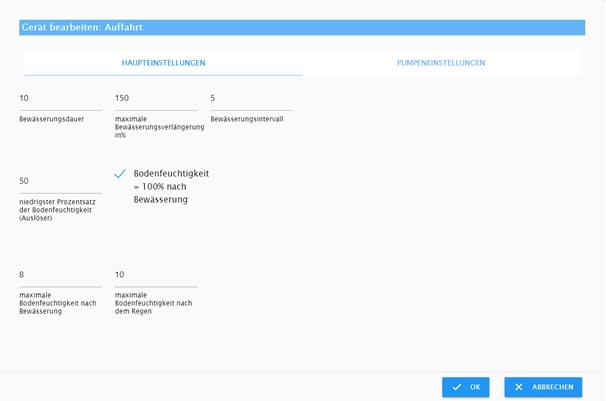 Gerät bearbeiten: Auffahrt
HAUPTEINSTELLUNGEN
PUMPENEINSTELLUNGEN
10
Bewässerungsdauer
150
maximale
Bewässerungsverlängerung
in%
5
Bewässerungsintervall
50
niedrigster Prozentsatz
der Bodenfeuchtigkeit
(Auslöser)
Bodenfeuchtigkeit
= 100% nach
Bewässerung
8
maximale
Bodenfeuchtigkeit nach
Bewässerung
10
maximale
Bodenfeuchtigkeit nach
dem Regen
OK
ABBRECHEN